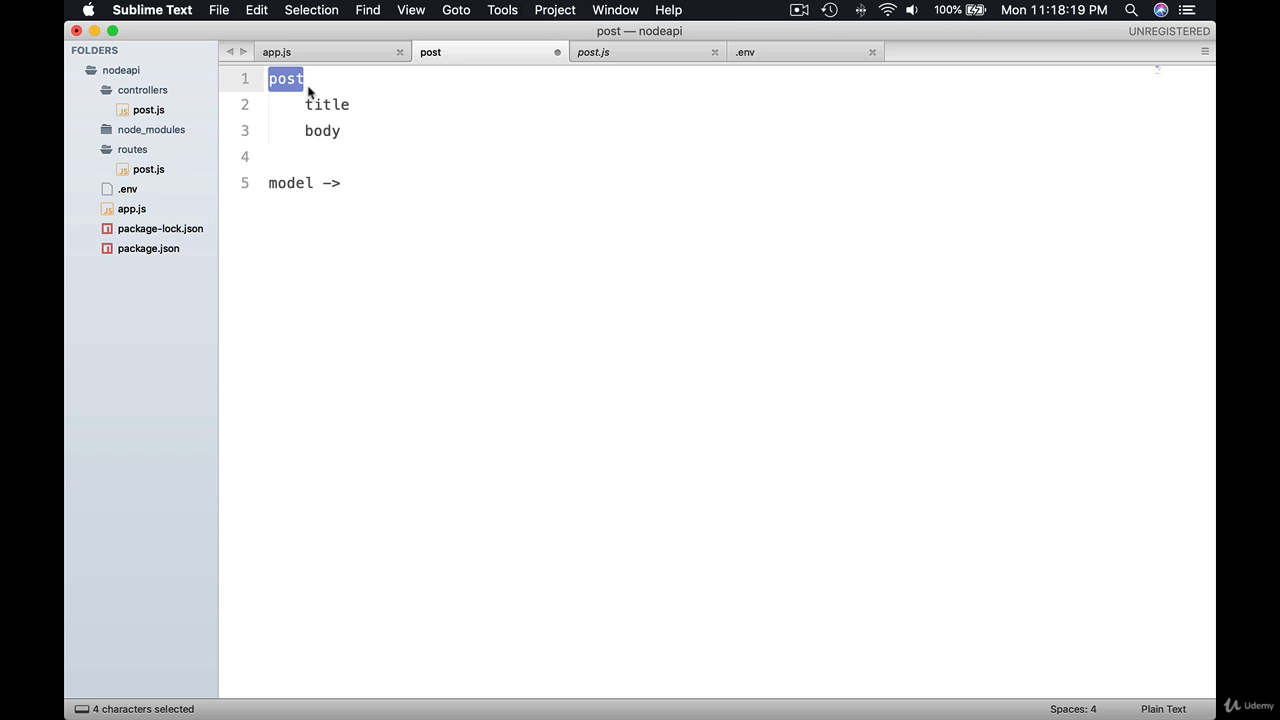 Sublime Text File Edit Selection Find View Goto Tools Project Window Help 100% Mon 11:18:19 PM
post — nodeapi UNREGISTERED
FOLDERS
nodeapi
controllers
post.js
node_modules
routes
post.js
.env
app.js
package-lock.json
package.json
app.js post post.js .env
1 post
2 title
3 body
4
5 model ->
4 characters selected Spaces: 4 Plain Text
Udemy